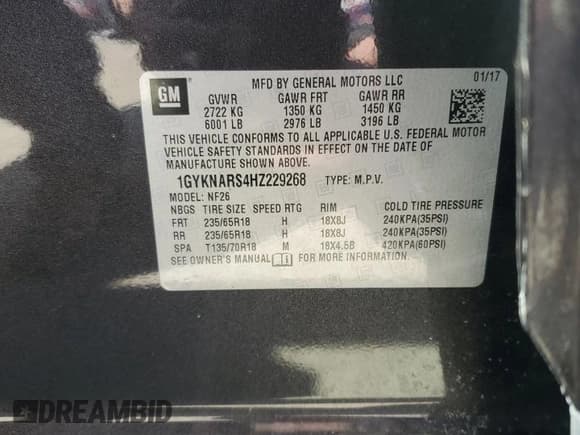 GM
MFD BY GENERAL MOTORS LLC 01/17
GVWR GAWR FRT GAWR RR
2722 KG 1350 KG 1450 KG
6001 LB 2976 LB 3196 LB
THIS VEHICLE CONFORMS TO ALL APPLICABLE U.S. FEDERAL MOTOR
VEHICLE SAFETY STANDARDS IN EFFECT ON THE DATE OF
MANUFACTURE SHOWN ABOVE.
1GYKNARS4HZ229268 TYPE: M.P.V.
MODEL: NF26
NBGS TIRE SIZE SPEED RTG RIM COLD TIRE PRESSURE
FRT 235/65R18 H 18X8J 240KPA(35PSI)
RR 235/65R18 H 18X8J 240KPA(35PSI)
SPA T135/70R18 M 18X4.5B 420KPA(60PSI)
SEE OWNER'S MANUAL FOR MORE INFORMATION.
DREAMBID